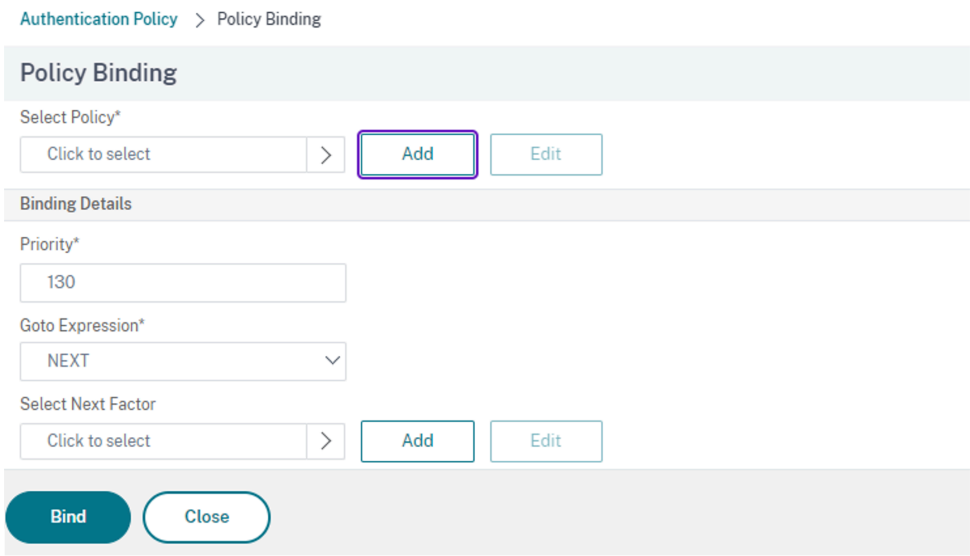 Authentication Policy > Policy Binding
Policy Binding
Select Policy*
Click to select > Add Edit
Binding Details
Priority*
130
Goto Expression*
NEXT
Select Next Factor
Click to select > Add Edit
Bind Close